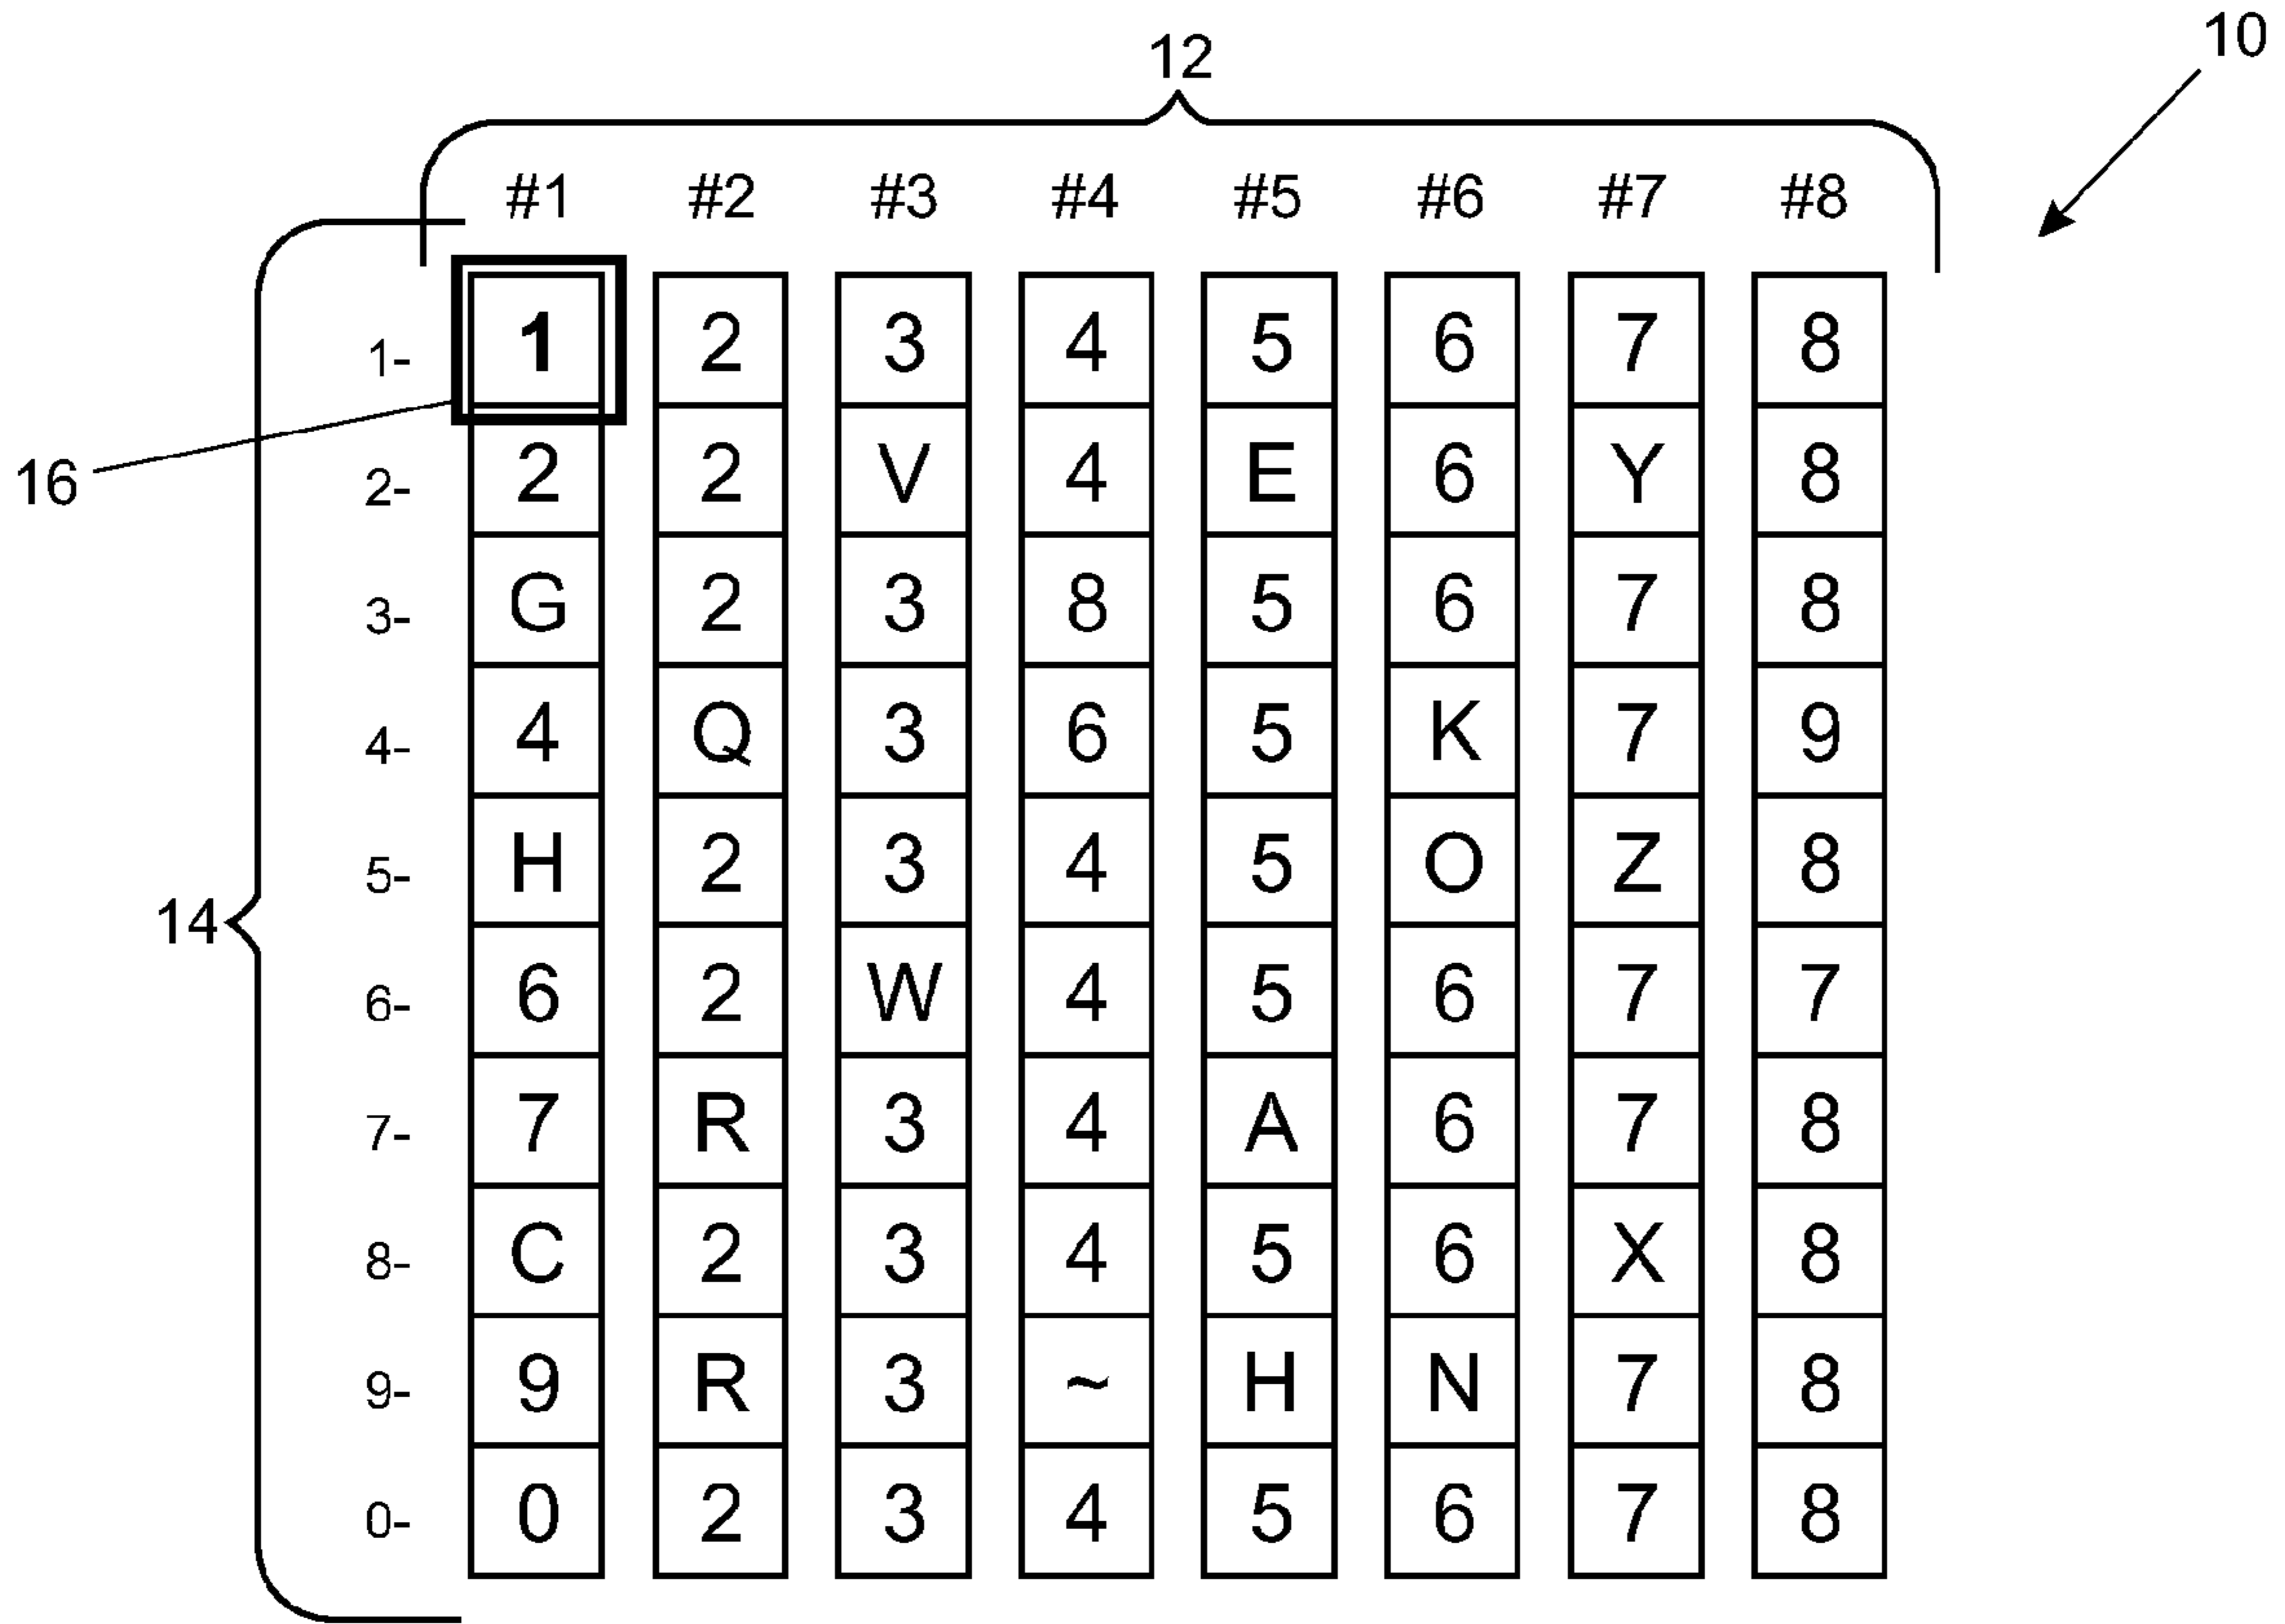 10
12
#1 #2 #3 #4 #5 #6 #7 #8
1- 1 2 3 4 5 6 7 8
16
2- 2 2 V 4 E 6 Y 8
3- G 2 3 8 5 6 7 8
4- 4 Q 3 6 5 K 7 9
5- H 2 3 4 5 O Z 8
14
6- 6 2 W 4 5 6 7 7
7- 7 R 3 4 A 6 7 8
8- C 2 3 4 5 6 X 8
9- 9 R 3 ~ H N 7 8
0- 0 2 3 4 5 6 7 8